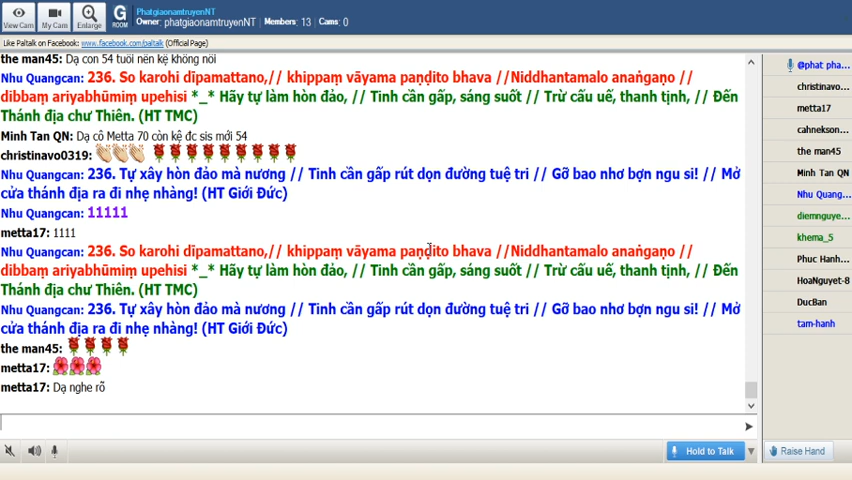 PhatgiaonamtruyenNT
Owner: phatgiaonamtruyenNT Members: 13 Cams: 0
View Cam My Cam Enlarge G ROOM
Like Paltalk on Facebook: www.facebook.com/paltalk (Official Page)
the man45: Dạ con 54 tuổi nên kệ không nổi
Nhu Quangcan: 236. So karohi dīpamattano,// khippaṃ vāyama paṇḍito bhava //Niddhantamalo anaṅgaṇo //
dibbaṃ ariyabhūmiṃ upehisi *_* Hãy tự làm hòn đảo, // Tinh cần gấp, sáng suốt // Trừ cấu uế, thanh tịnh, // Đến
Thánh địa chư Thiên. (HT TMC)
Minh Tan QN: Dạ cô Metta 70 còn kệ đc sis mới 54
christinavo0319:
Nhu Quangcan: 236. Tự xây hòn đảo mà nương // Tinh cần gấp rút dọn đường tuệ tri // Gỡ bao nhơ bợn ngu si! // Mở
cửa thánh địa ra đi nhẹ nhàng! (HT Giới Đức)
Nhu Quangcan: 11111
metta17: 1111
Nhu Quangcan: 236. So karohi dīpamattano,// khippaṃ vāyama paṇḍito bhava //Niddhantamalo anaṅgaṇo //
dibbaṃ ariyabhūmiṃ upehisi *_* Hãy tự làm hòn đảo, // Tinh cần gấp, sáng suốt // Trừ cấu uế, thanh tịnh, // Đến
Thánh địa chư Thiên. (HT TMC)
Nhu Quangcan: 236. Tự xây hòn đảo mà nương // Tinh cần gấp rút dọn đường tuệ tri // Gỡ bao nhơ bợn ngu si! // Mở
cửa thánh địa ra đi nhẹ nhàng! (HT Giới Đức)
the man45:
metta17:
metta17: Dạ nghe rõ
@phat pha...
christinavo...
metta17
cahnekson...
the man45
Minh Tan QN
Nhu Quang...
diemnguye...
khema_5
Phuc Hanh...
HoaNguyet-8
DucBan
tam-hanh
Hold to Talk
Raise Hand